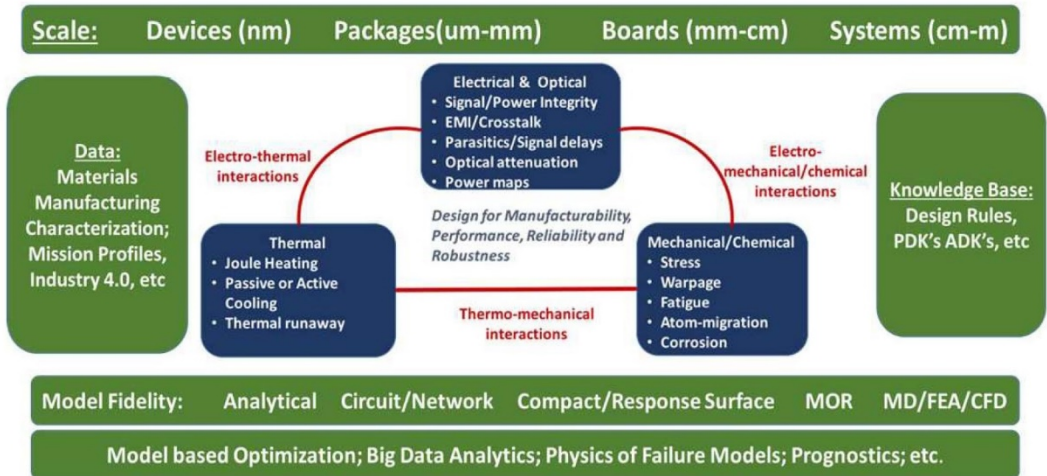 Scale: Devices (nm) Packages(um-mm) Boards (mm-cm) Systems (cm-m)
Data:
Materials
Manufacturing
Characterization;
Mission Profiles,
Industry 4.0, etc
Electro-thermal
interactions
Electrical & Optical
• Signal/Power Integrity
• EMI/Crosstalk
• Parasitics/Signal delays
• Optical attenuation
• Power maps
Electro-
mechanical/chemical
interactions
Design for Manufacturability,
Performance, Reliability and
Robustness
Thermal
• Joule Heating
• Passive or Active
Cooling
• Thermal runaway
Thermo-mechanical
interactions
Mechanical/Chemical
• Stress
• Warpage
• Fatigue
• Atom-migration
• Corrosion
Knowledge Base:
Design Rules,
PDK's ADK's, etc
Model Fidelity: Analytical Circuit/Network Compact/Response Surface MOR MD/FEA/CFD
Model based Optimization; Big Data Analytics; Physics of Failure Models; Prognostics; etc.